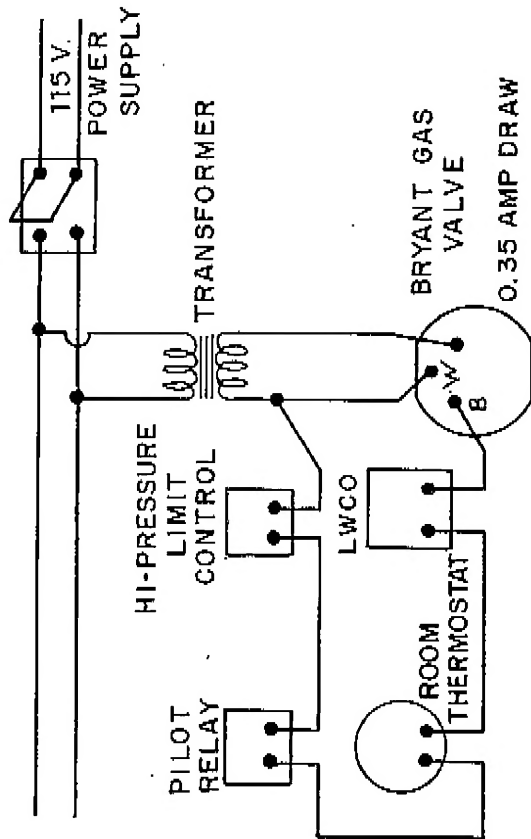 115 V.
POWER
SUPPLY
TRANSFORMER
HI-PRESSURE
LIMIT
CONTROL
PILOT
RELAY
BRYANT GAS
VALVE
0.35 AMP DRAW
W
B
LWCO
ROOM
THERMOSTAT